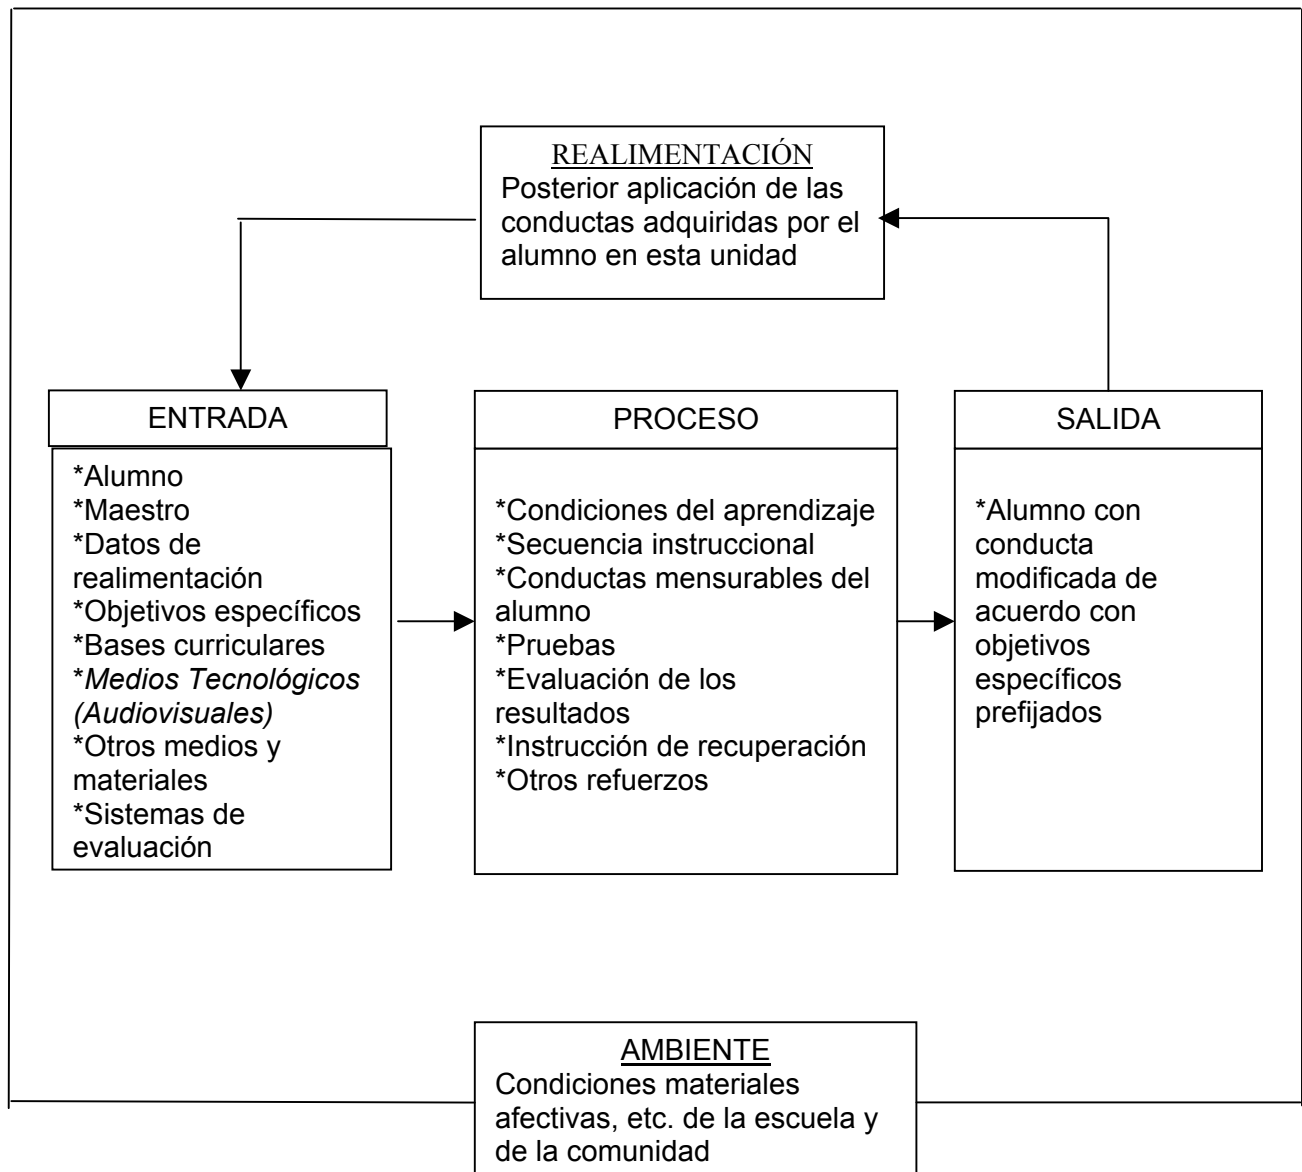 REALIMENTACIÓN
Posterior aplicación de las
conductas adquiridas por el
alumno en esta unidad
ENTRADA
*Alumno
*Maestro
*Datos de
realimentación
*Objetivos específicos
*Bases curriculares
*Medios Tecnológicos
(Audiovisuales)
*Otros medios y
materiales
*Sistemas de
evaluación
PROCESO
*Condiciones del aprendizaje
*Secuencia instruccional
*Conductas mensurables del
alumno
*Pruebas
*Evaluación de los
resultados
*Instrucción de recuperación
*Otros refuerzos
SALIDA
*Alumno con
conducta
modificada de
acuerdo con
objetivos
específicos
prefijados
AMBIENTE
Condiciones materiales
afectivas, etc. de la escuela y
de la comunidad